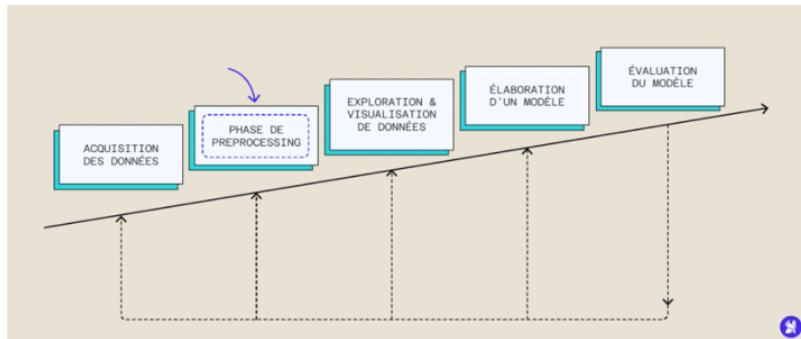 ACQUISITION
DES DONNÉES
PHASE DE
PREPROCESSING
EXPLORATION &
VISUALISATION
DE DONNÉES
ÉLABORATION
D'UN MODÈLE
ÉVALUATION
DU MODÈLE